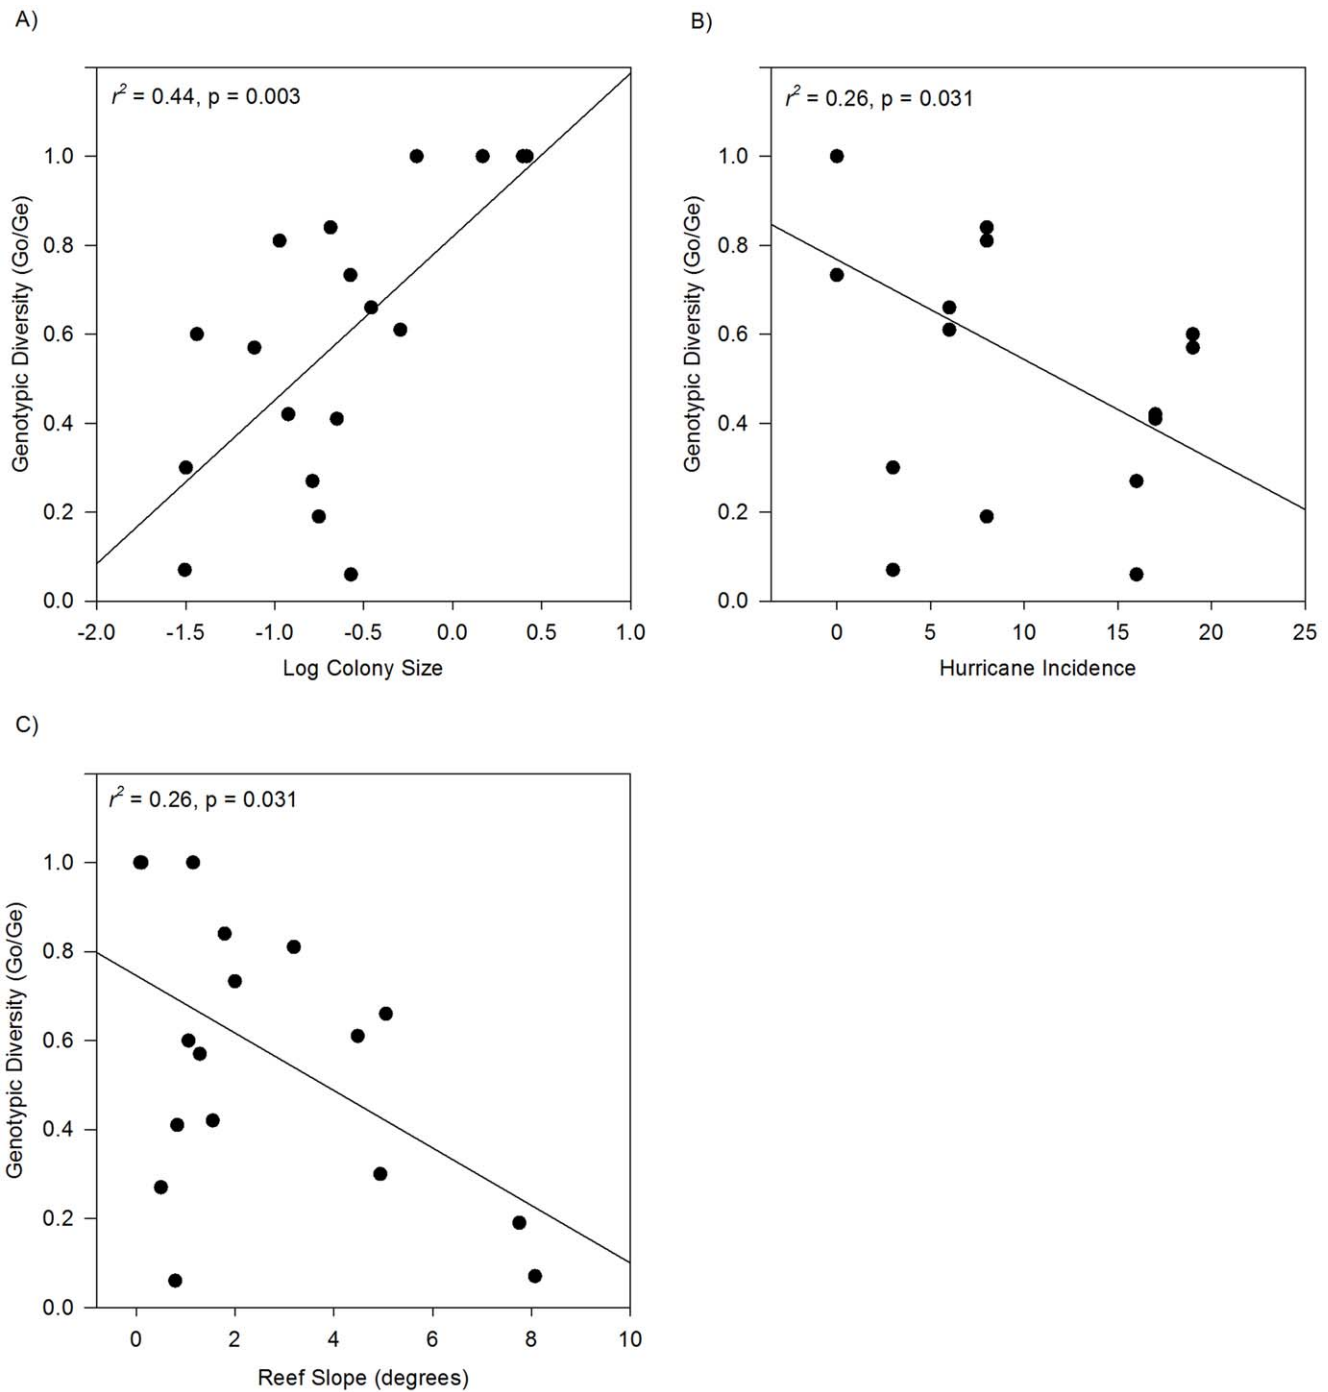 A)
r² = 0.44, p = 0.003
Genotypic Diversity (Go/Ge)
1.0
0.8
0.6
0.4
0.2
0.0
-2.0 -1.5 -1.0 -0.5 0.0 0.5 1.0
Log Colony Size
B)
r² = 0.26, p = 0.031
Genotypic Diversity (Go/Ge)
1.0
0.8
0.6
0.4
0.2
0.0
0 5 10 15 20 25
Hurricane Incidence
C)
r² = 0.26, p = 0.031
Genotypic Diversity (Go/Ge)
1.0
0.8
0.6
0.4
0.2
0.0
0 2 4 6 8 10
Reef Slope (degrees)